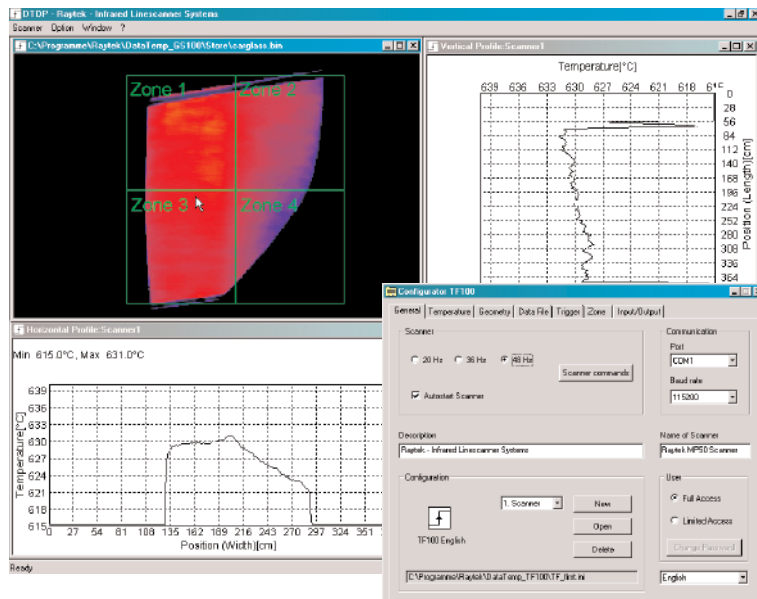 DTDP - Raytek - Infrared Linescanner Systems
Scanner Option Window ?
C:\Programme\Raytek\DataTemp_GS100\Store\carglass.bin
Zone 1 Zone 2
Zone 3 Zone 4
Vertical Profile:Scanner1
Temperature[°C]
639 636 633 630 627 624 621 618 615
0
28
56
84
112
140
168
196
224
252
280
308
336
364
Position (Length)[cm]
Horizontal Profile:Scanner1
Min 615.0°C, Max 631.0°C
Temperature[°C]
639
636
633
630
627
624
621
618
615
0 27 54 81 108 135 162 189 216 243 270 297 324 351
Position (Width)[cm]
Ready
Configurator TF100
General Temperature Geometry Data File Trigger Zone Input/Output
Scanner
20 Hz 36 Hz 48 Hz
Scanner commands
Autostart Scanner
Communication
Port
COM1
Baud rate
115200
Description
Raytek - Infrared Linescanner Systems
Name of Scanner
Raytek MP50 Scanner
Configuration
1. Scanner
New
Open
Delete
TF100 English
C:\Programme\Raytek\DataTemp_TF100\TF_first.ini
User
Full Access
Limited Access
Change Password
English